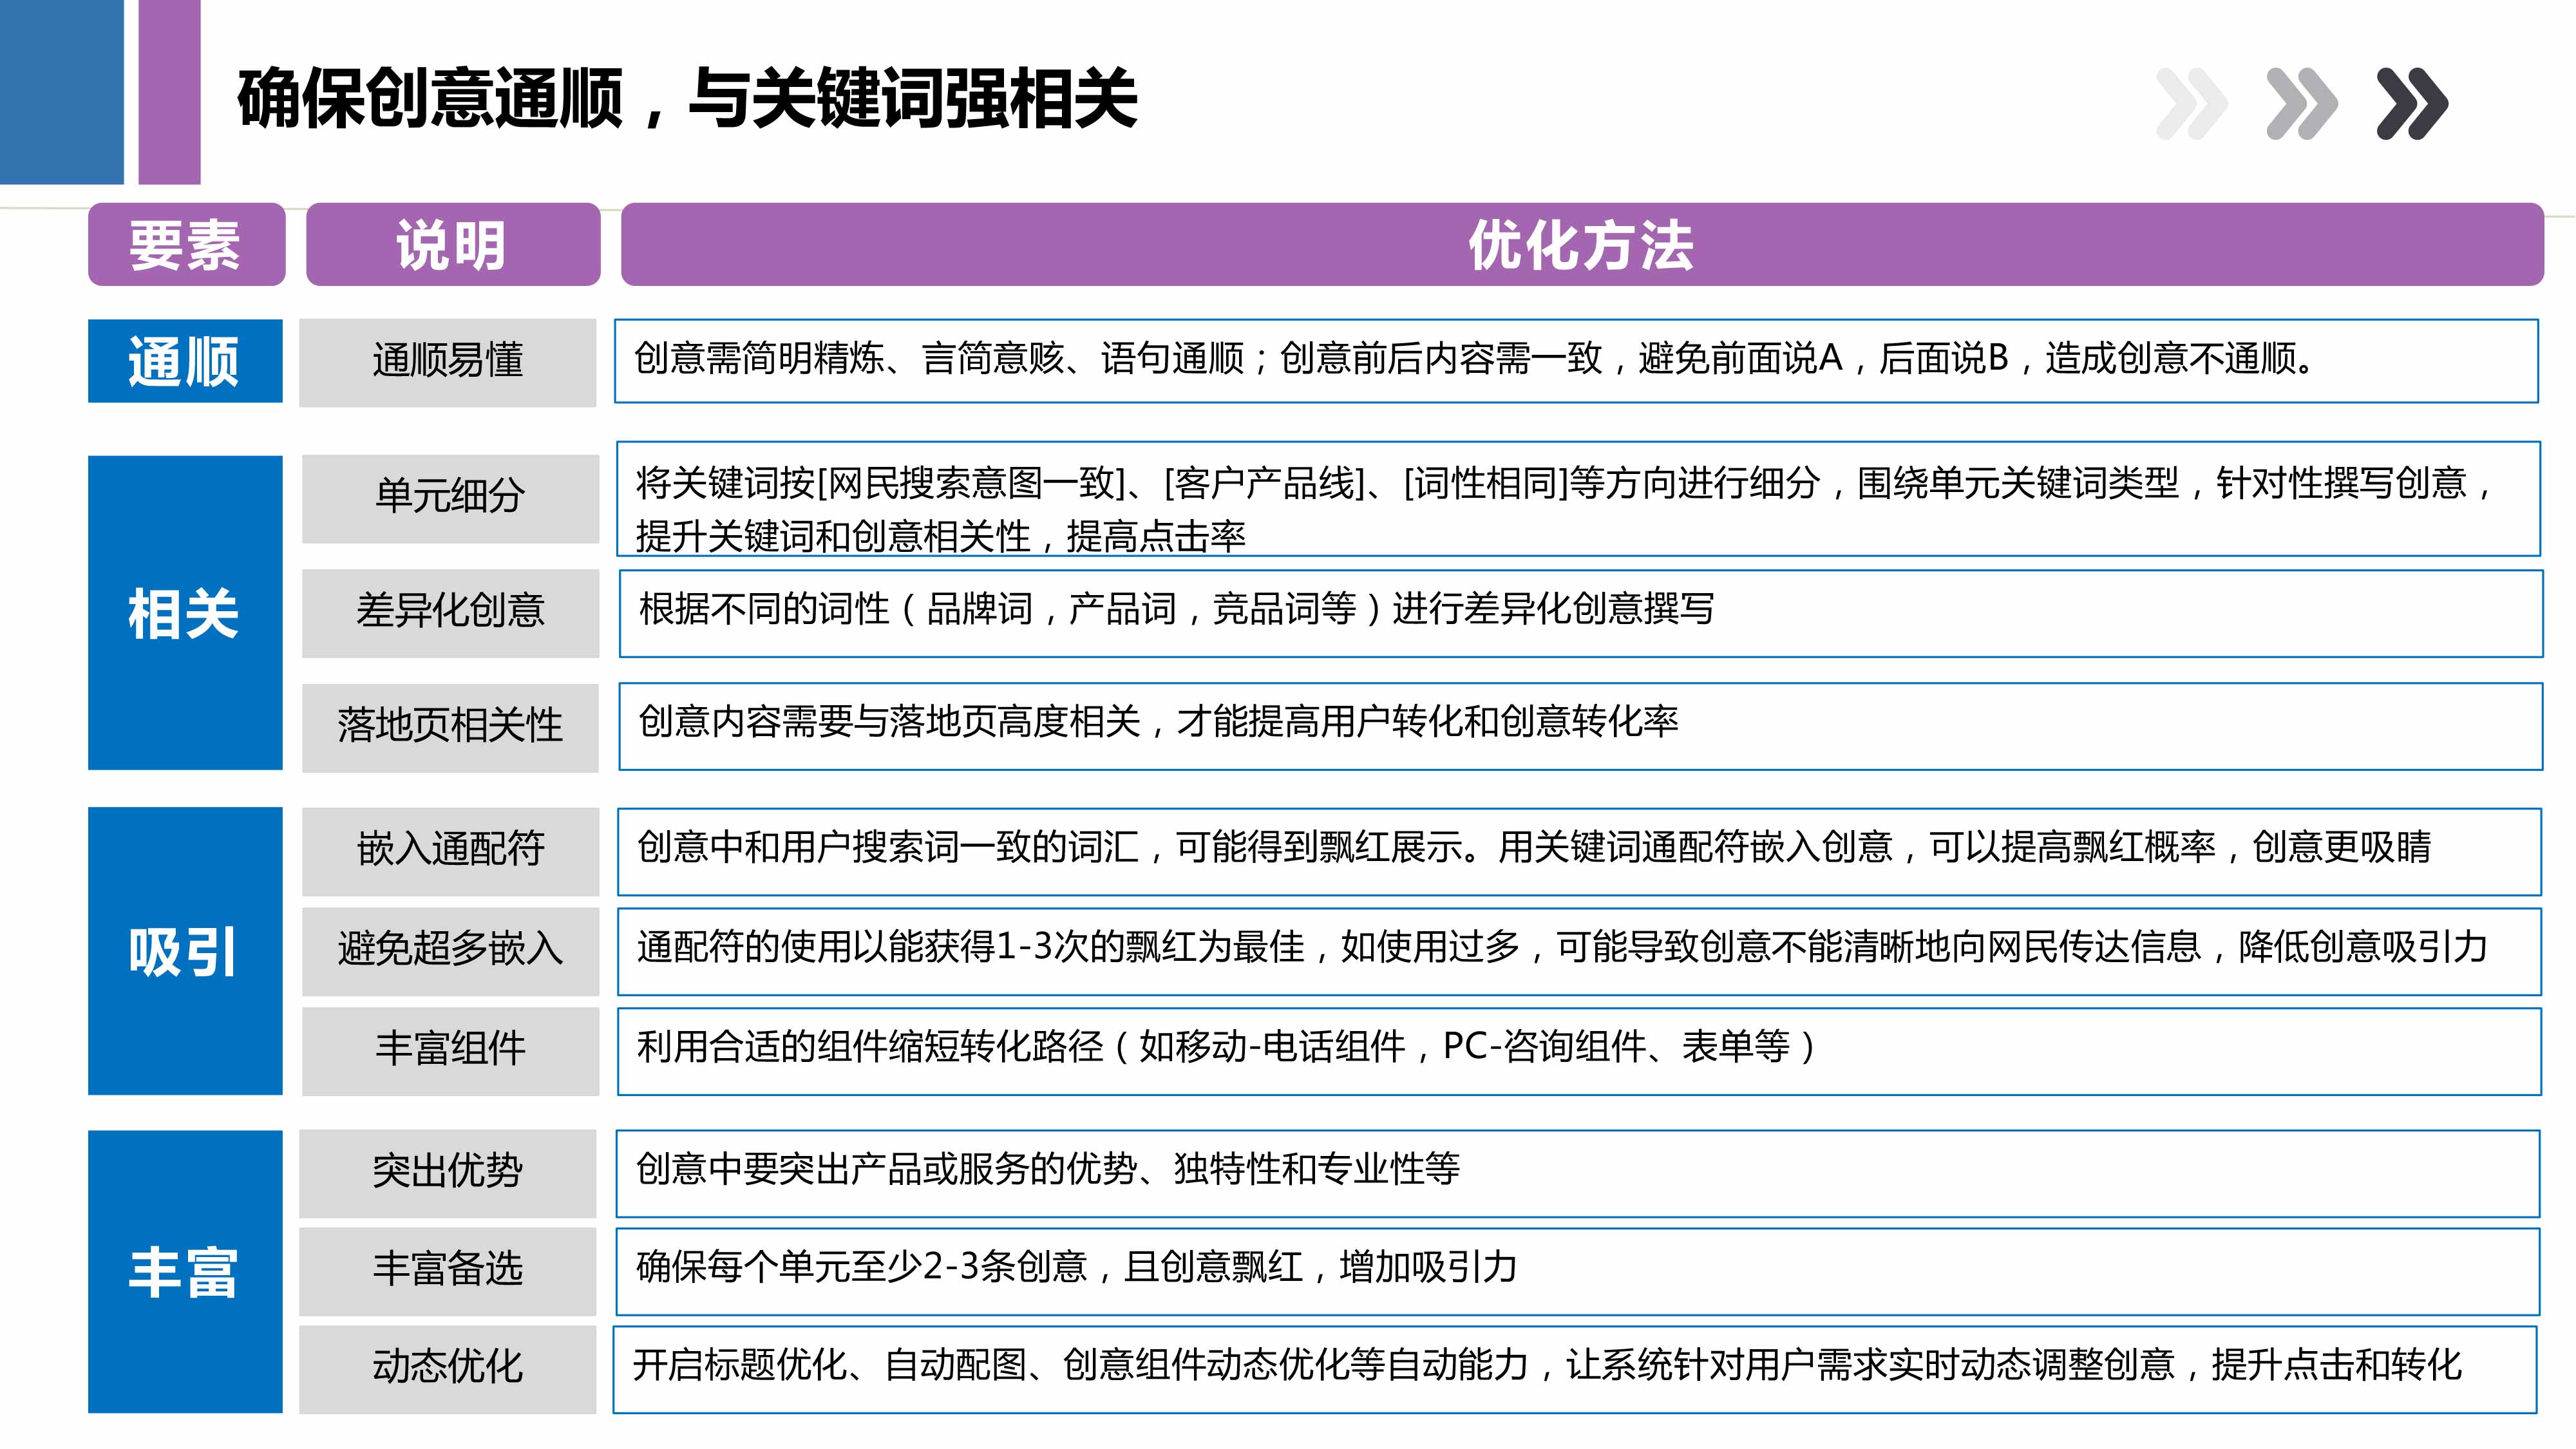 确保创意通顺，与关键词强相关
要素
说明
优化方法
通顺
通顺易懂
创意需简明精炼、言简意赅、语句通顺；创意前后内容需一致，避免前面说A，后面说B，造成创意不通顺。
相关
单元细分
将关键词按[网民搜索意图一致]、[客户产品线]、[词性相同]等方向进行细分，围绕单元关键词类型，针对性撰写创意，
提升关键词和创意相关性，提高点击率
差异化创意
根据不同的词性（品牌词，产品词，竞品词等）进行差异化创意撰写
落地页相关性
创意内容需要与落地页高度相关，才能提高用户转化和创意转化率
吸引
嵌入通配符
创意中和用户搜索词一致的词汇，可能得到飘红展示。用关键词通配符嵌入创意，可以提高飘红概率，创意更吸睛
避免超多嵌入
通配符的使用以能获得1-3次的飘红为最佳，如使用过多，可能导致创意不能清晰地向网民传达信息，降低创意吸引力
丰富组件
利用合适的组件缩短转化路径（如移动-电话组件，PC-咨询组件、表单等）
丰富
突出优势
创意中要突出产品或服务的优势、独特性和专业性等
丰富备选
确保每个单元至少2-3条创意，且创意飘红，增加吸引力
动态优化
开启标题优化、自动配图、创意组件动态优化等自动能力，让系统针对用户需求实时动态调整创意，提升点击和转化